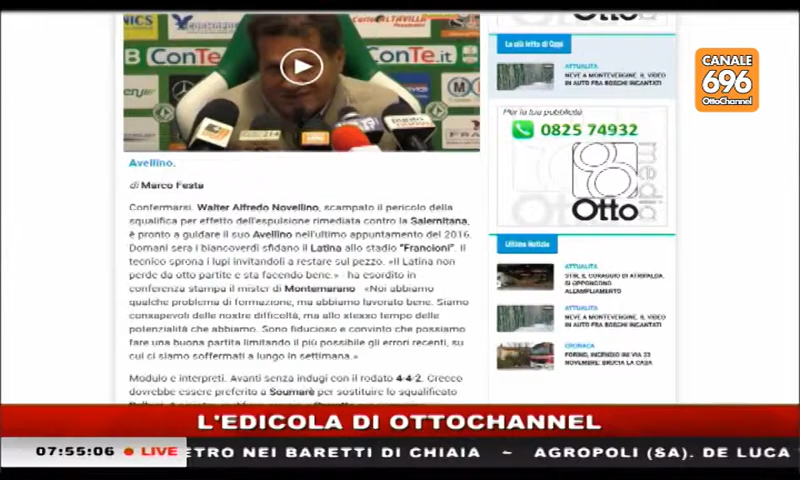 ConTe.it
Avellino.
di Marco Festa
Confermarsi. Walter Alfredo Novellino, scampato il pericolo della
squalifica per effetto dell'espulsione rimediata contro la Salernitana,
è pronto a guidare il suo Avellino nell'ultimo appuntamento del 2016.
Domani sera i biancoverdi sfidano il Latina allo stadio "Francioni". Il
tecnico sprona i lupi invitandoli a restare sul pezzo. «Il Latina non
perde da otto partite e sta facendo bene.» - ha esordito in
conferenza stampa il mister di Montemarano «Noi abbiamo
qualche problema di formazione, ma abbiamo lavorato bene. Siamo
consapevoli delle nostre difficoltà, ma allo stesso tempo delle
potenzialità che abbiamo. Sono fiducioso e convinto che possiamo
fare una buona partita limitando il più possibile gli errori recenti, su
cui ci siamo soffermati a lungo in settimana.»
Modulo e interpreti. Avanti senza indugi con il rodato 4-4-2. Crecco
dovrebbe essere preferito a Soumarè per sostituire lo squalificato
Otto
La più letta di Oggi
ATTUALITA
NEVE A MONTEVERGINE. IL VIDEO
IN AUTO FRA BOSCHI INCANTATI
Per la tua pubblicità
0825 74932
Otto
media
Ultime Notizie
ATTUALITA
STIR, IL CORAGGIO DI ATRIPALDA.
SI OPPONGONO
ALL'AMPLIAMENTO
ATTUALITA
NEVE A MONTEVERGINE. IL VIDEO
IN AUTO FRA BOSCHI INCANTATI
CRONACA
FORINO, INCENDIO IN VIA 23
NOVEMBRE: BRUCIA LA CASA
CANALE
696
OttoChannel
L'EDICOLA DI OTTOCHANNEL
07:55:06 LIVE ETRO NEI BARETTI DI CHIAIA ~ AGROPOLI (SA). DE LUCA